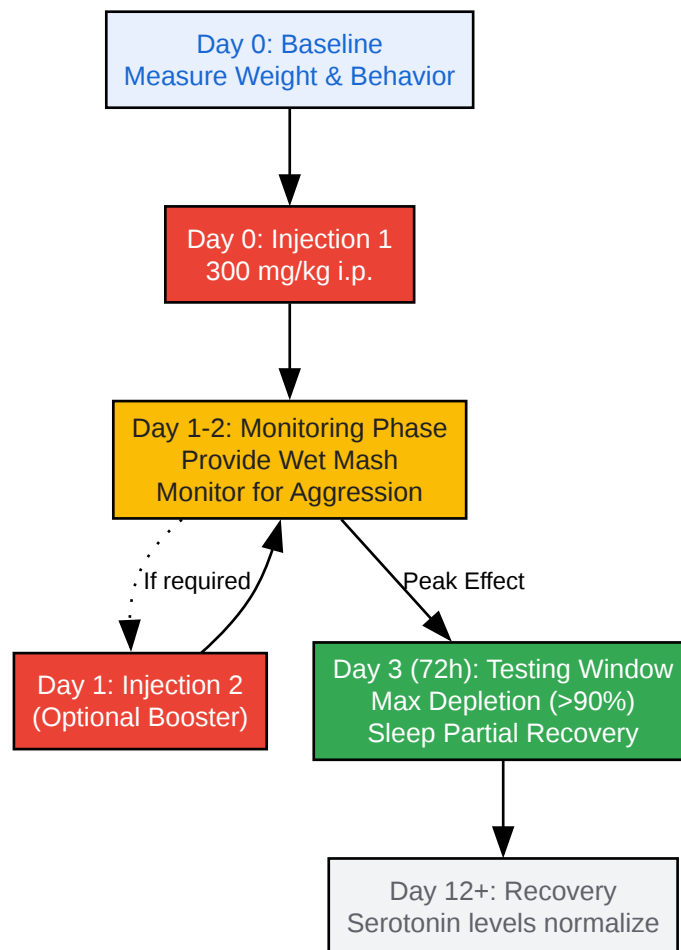 Day 0: Baseline
Measure Weight & Behavior
Day 0: Injection 1
300 mg/kg i.p.
Day 1-2: Monitoring Phase
Provide Wet Mash
Monitor for Aggression
If required
Peak Effect
Day 1: Injection 2
(Optional Booster)
Day 3 (72h): Testing Window
Max Depletion (>90%)
Sleep Partial Recovery
Day 12+: Recovery
Serotonin levels normalize